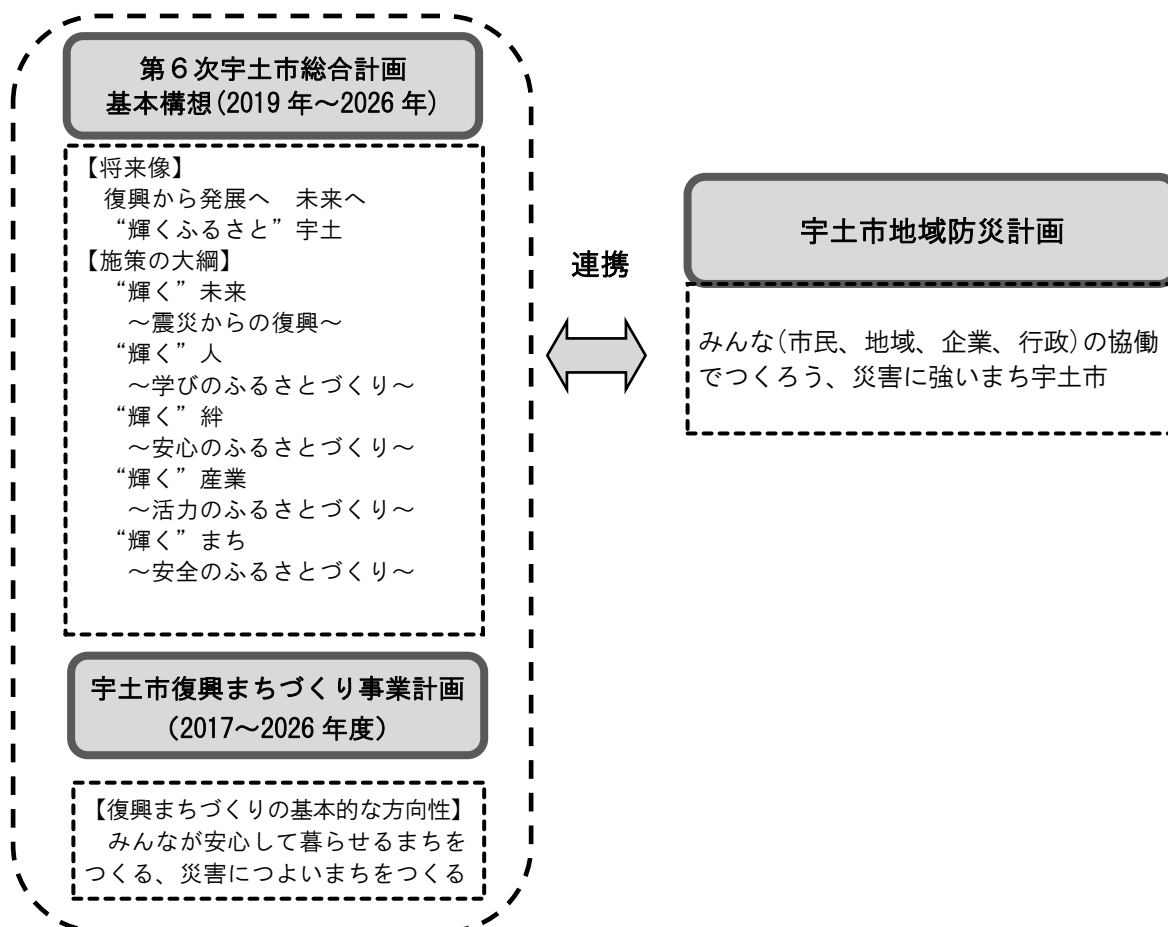 第６次宇土市総合計画
基本構想(2019 年～2026 年)
【将来像】
復興から発展へ　未来へ
“輝くふるさと”宇土
【施策の大綱】
“輝く”未来
～震災からの復興～
“輝く”人
～学びのふるさとづくり～
“輝く”絆
～安心のふるさとづくり～
“輝く”産業
～活力のふるさとづくり～
“輝く”まち
～安全のふるさとづくり～
宇土市復興まちづくり事業計画
(2017～2026 年度)
【復興まちづくりの基本的な方向性】
みんなが安心して暮らせるまちを
つくる、災害につよいまちをつくる
連携
宇土市地域防災計画
みんな(市民、地域、企業、行政)の協働
でつくろう、災害に強いまち宇土市